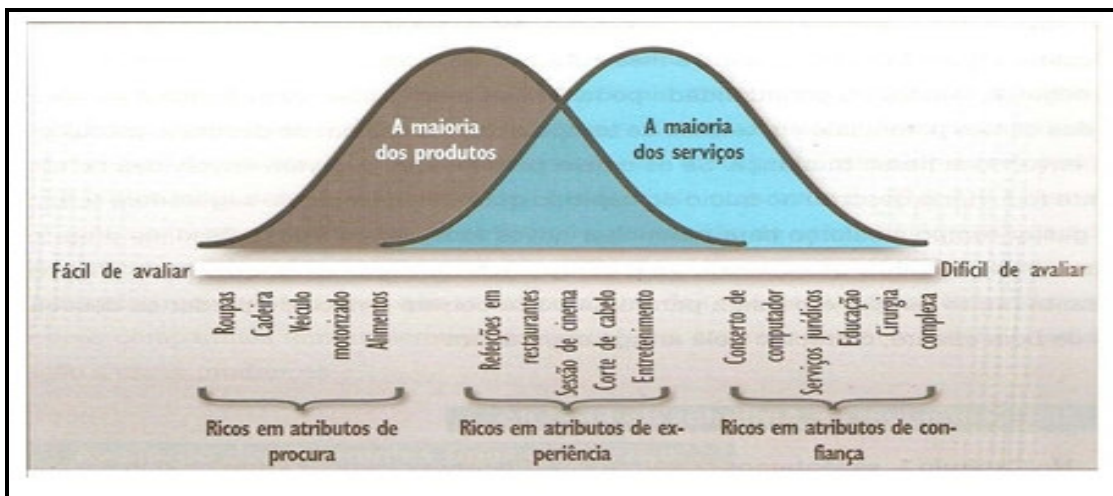 A maioria
dos produtos
A maioria
dos serviços
Fácil de avaliar
Difícil de avaliar
Roupas
Cadeira
Veículo
motorizado
Alimentos
Refeições em
restaurantes
Sessão de cinema
Corte de cabelo
Entretenimento
Conserto de
computador
Serviços jurídicos
Educação
Cirurgia
complexa
Ricos em atributos de
procura
Ricos em atributos de ex-
periência
Ricos em atributos de con-
fiança